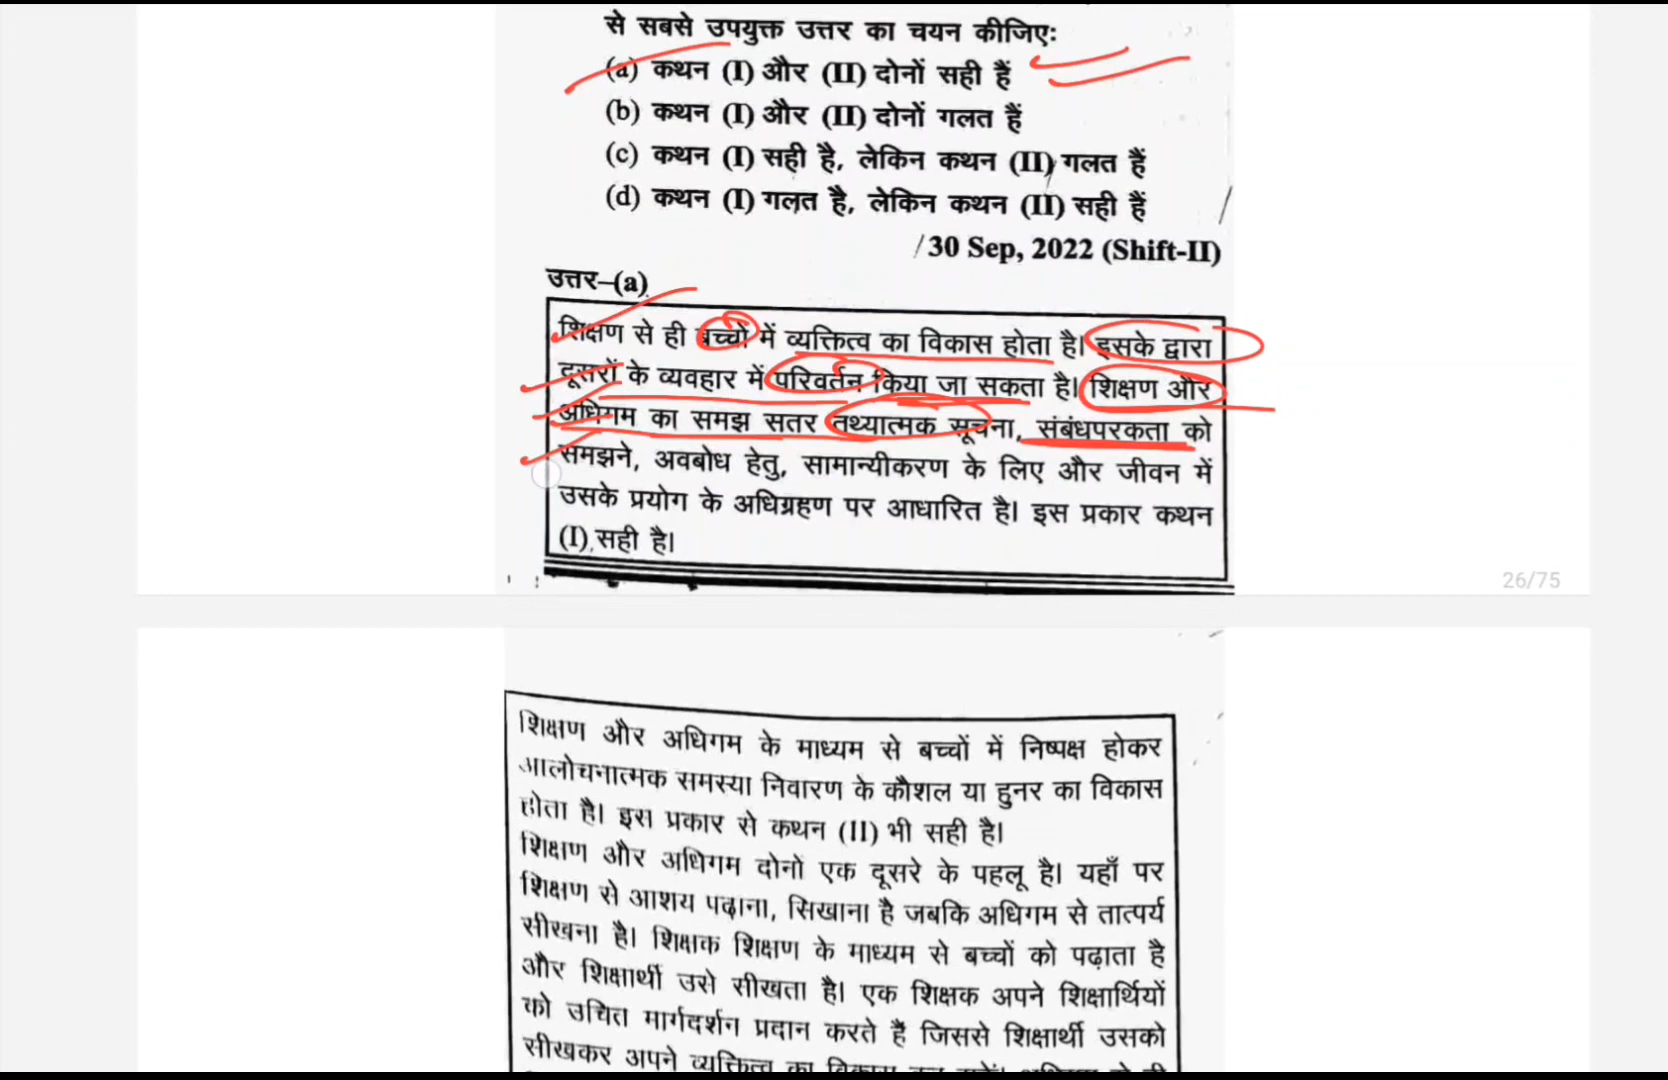 से सबसे उपयुक्त उत्तर का चयन कीजिए:
(a) कथन (I) और (II) दोनों सही हैं
(b) कथन (I) और (II) दोनों गलत हैं
(c) कथन (I) सही है, लेकिन कथन (II) गलत हैं
(d) कथन (I) गलत है, लेकिन कथन (II) सही हैं
30 Sep, 2022 (Shift-II)
उत्तर–(a)
शिक्षण से ही बच्चों में व्यक्तित्व का विकास होता है। इसके द्वारा
दूसरों के व्यवहार में परिवर्तन किया जा सकता है। शिक्षण और
अधिगम का समझ सतर तथ्यात्मक सूचना, संबंधपरकता को
समझने, अवबोध हेतु, सामान्यीकरण के लिए और जीवन में
उसके प्रयोग के अधिग्रहण पर आधारित है। इस प्रकार कथन
(I) सही है।
26/75
शिक्षण और अधिगम के माध्यम से बच्चों में निष्पक्ष होकर
आलोचनात्मक समस्या निवारण के कौशल या हुनर का विकास
होता है। इस प्रकार से कथन (II) भी सही है।
शिक्षण और अधिगम दोनो एक दूसरे के पहलू है। यहाँ पर
शिक्षण से आशय पढ़ाना, सिखाना है जबकि अधिगम से तात्पर्य
सीखना है। शिक्षक शिक्षण के माध्यम से बच्चों को पढ़ाता है
और शिक्षार्थी उसे सीखता है। एक शिक्षक अपने शिक्षार्थियों
को उचित मार्गदर्शन प्रदान करते हैं जिससे शिक्षार्थी उसको
सीखकर अपने व्यक्तित्व का विकास